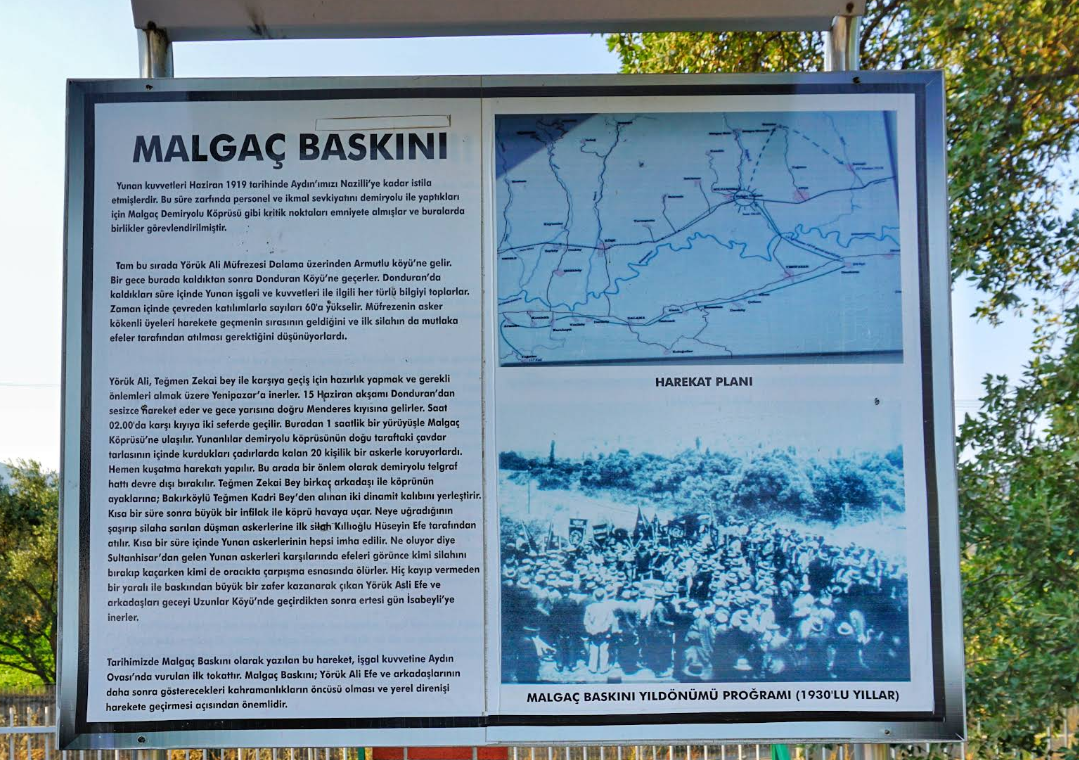 MALGAÇ BASKINI
Yunan kuvvetleri Haziran 1919 tarihinde Aydın'ımızı Nazilli'ye kadar istila
etmişlerdir. Bu süre zarfında personel ve ikmal sevkiyatını demiryolu ile yaptıkları
için Malgaç Demiryolu Köprüsü gibi kritik noktaları emniyete almışlar ve buralarda
birlikler görevlendirilmiştir.
Tam bu sırada Yörük Ali Müfrezesi Dalama üzerinden Armutlu köyü'ne gelir.
Bir gece burada kaldıktan sonra Donduran Köyü'ne geçerler. Donduran'da
kaldıkları süre içinde Yunan işgali ve kuvvetleri ile ilgili her türlü bilgiyi toplarlar.
Zaman içinde çevreden katılımlarla sayıları 60'a yükselir. Müfrezenin asker
kökenli üyeleri harekete geçmenin sırasının geldiğini ve ilk silahın da mutlaka
efeler tarafından atılması gerektiğini düşünüyorlardı.
Yörük Ali, Teğmen Zekai bey ile karşıya geçiş için hazırlık yapmak ve gerekli
önlemleri almak üzere Yenipazar'a inerler. 15 Haziran akşamı Donduran'dan
sessizce hareket eder ve gece yarısına doğru Menderes kıyısına gelirler. Saat
02.00'da karşı kıyıya iki seferde geçilir. Buradan 1 saatlik bir yürüyüşle Malgaç
Köprüsü'ne ulaşılır. Yunanlılar demiryolu köprüsünün doğu taraftaki çavdar
tarlasının içinde kurdukları çadırlarda kalan 20 kişilik bir askerle koruyorlardı.
Hemen kuşatma harekatı yapılır. Bu arada bir önlem olarak demiryolu telgraf
hattı devre dışı bırakılır. Teğmen Zekai Bey birkaç arkadaşı ile köprünün
ayaklarına; Bakırköylü Teğmen Kadri Bey'den alınan iki dinamit kalıbını yerleştirir.
Kısa bir süre sonra büyük bir infilak ile köprü havaya uçar. Neye uğradığının
şaşırıp silaha sarılan düşman askerlerine ilk silah Kıllıoğlu Hüseyin Efe tarafından
atılır. Kısa bir süre içinde Yunan askerlerinin hepsi imha edilir. Ne oluyor diye
Sultanhisar'dan gelen Yunan askerleri karşılarında efeleri görünce kimi silahını
bırakıp kaçarken kimi de oracıkta çarpışma esnasında ölürler. Hiç kayıp vermeden
bir yaralı ile baskından büyük bir zafer kazanarak çıkan Yörük Asli Efe ve
arkadaşları geceyi Uzunlar Köyü'nde geçirdikten sonra ertesi gün İsabeyli'ye
inerler.
Tarihimizde Malgaç Baskını olarak yazılan bu hareket, işgal kuvvetine Aydın
Ovası'nda vurulan ilk tokattır. Malgaç Baskını; Yörük Ali Efe ve arkadaşlarının
daha sonra gösterecekleri kahramanlıkların öncüsü olması ve yerel direnişi
harekete geçirmesi açısından önemlidir.
HAREKAT PLANI
MALGAÇ BASKINI YILDÖNÜMÜ PROĞRAMI (1930'LU YILLAR)